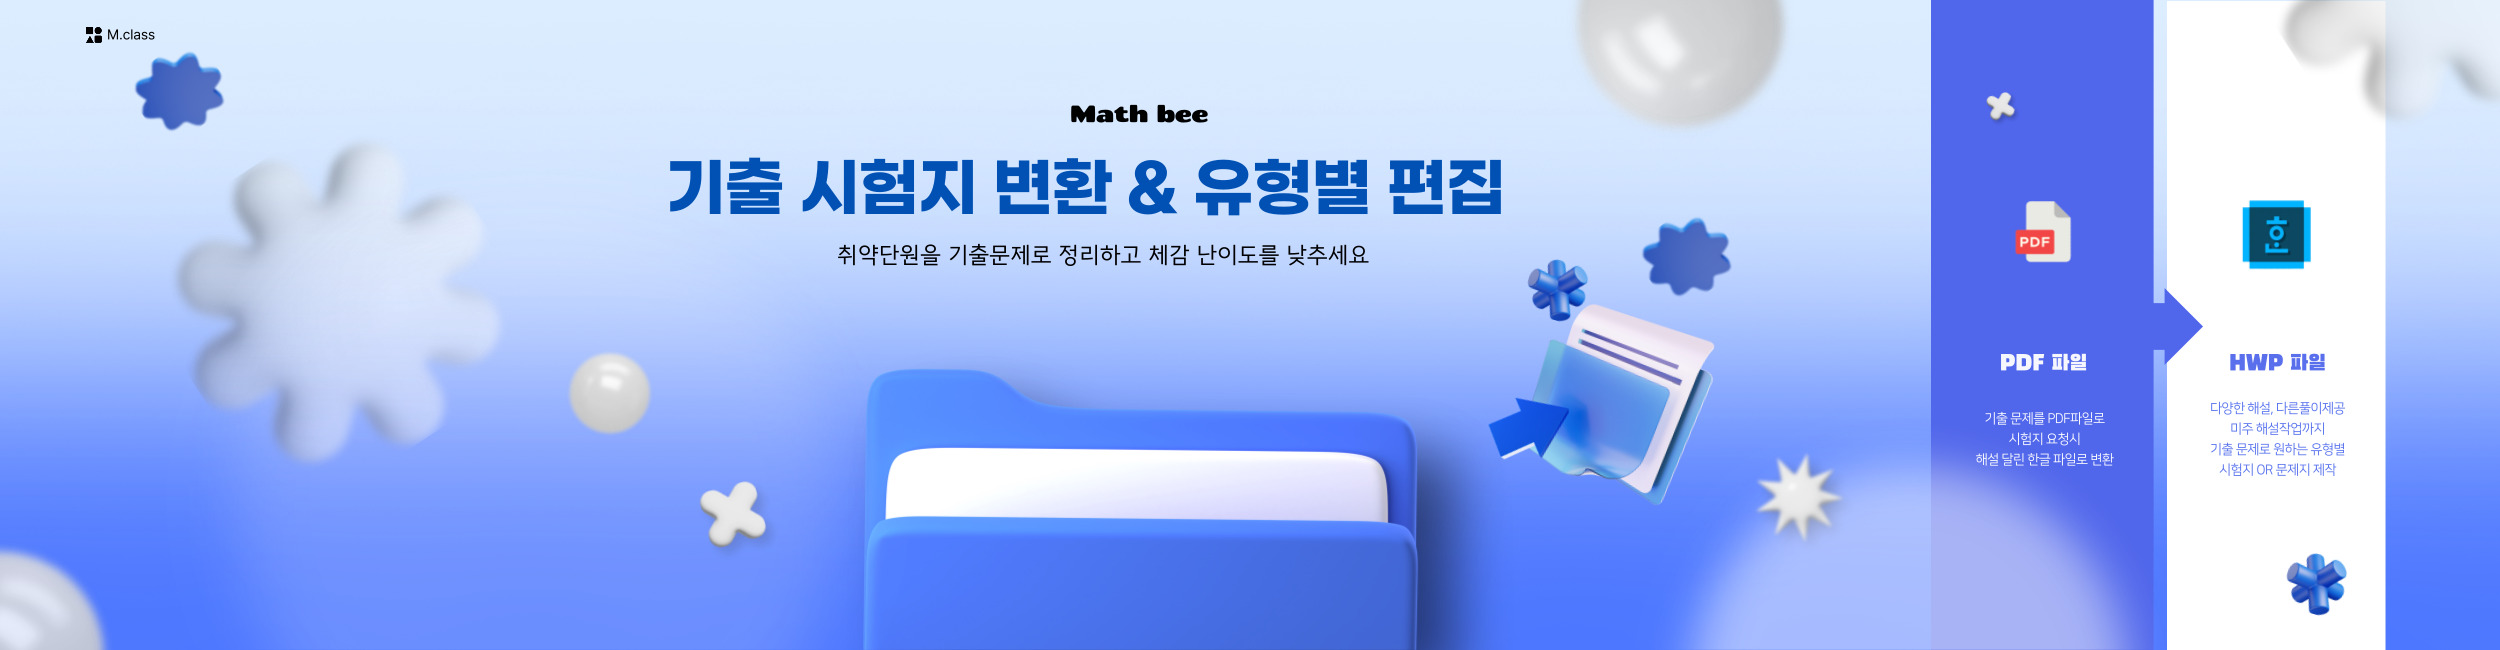 M.class
Math bee
기출 시험지 변환 & 유형별 편집
취약단원을 기출문제로 정리하고 체감 난이도를 낮추세요
PDF
PDF 파일
기출 문제를 PDF파일로
시험지 요청시
해설 달린 한글 파일로 변환
한
HWP 파일
다양한 해설, 다른풀이제공
미주 해설작업까지
기출 문제로 원하는 유형별
시험지 OR 문제지 제작